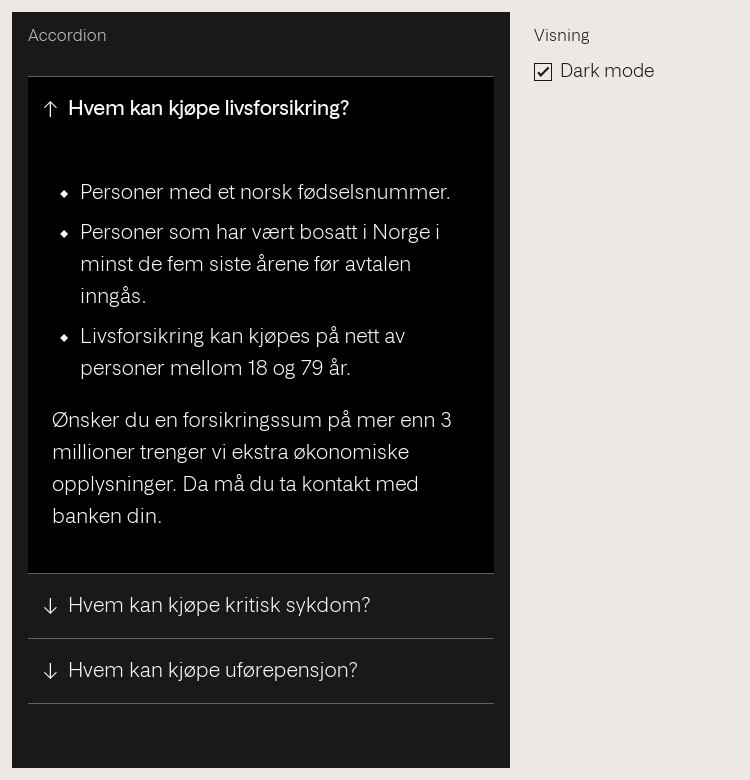 Accordion
Visning
Dark mode
Hvem kan kjøpe livsforsikring?
Personer med et norsk fødselsnummer.
Personer som har vært bosatt i Norge i
minst de fem siste årene før avtalen
inngås.
Livsforsikring kan kjøpes på nett av
personer mellom 18 og 79 år.
Ønsker du en forsikringssum på mer enn 3
millioner trenger vi ekstra økonomiske
opplysninger. Da må du ta kontakt med
banken din.
Hvem kan kjøpe kritisk sykdom?
Hvem kan kjøpe uførepensjon?